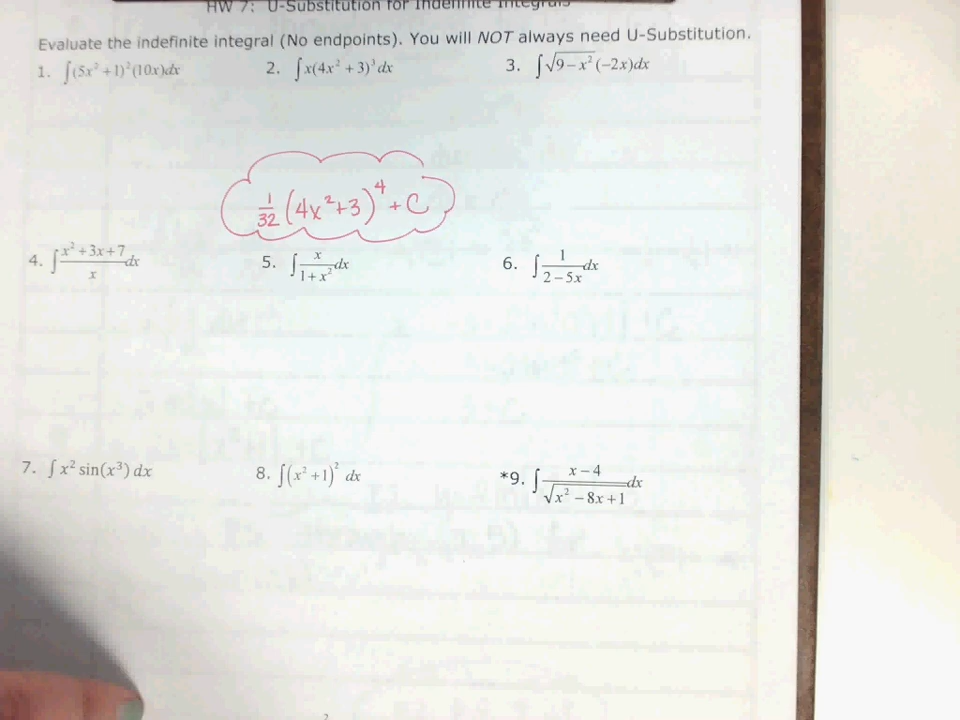 HW 7: U-Substitution for Indefinite Integrals
Evaluate the indefinite integral (No endpoints). You will NOT always need U-Substitution.
1. ∫(5x² + 1)²(10x)dx 2. ∫x(4x² + 3)³dx 3. ∫√(9 − x²)(−2x)dx
1/32 (4x² + 3)⁴ + C
4. ∫(x² + 3x + 7)/x dx 5. ∫x/(1 + x²) dx 6. ∫1/(2 − 5x) dx
7. ∫x² sin(x³) dx 8. ∫(x² + 1)² dx *9. ∫(x − 4)/√(x² − 8x + 1) dx